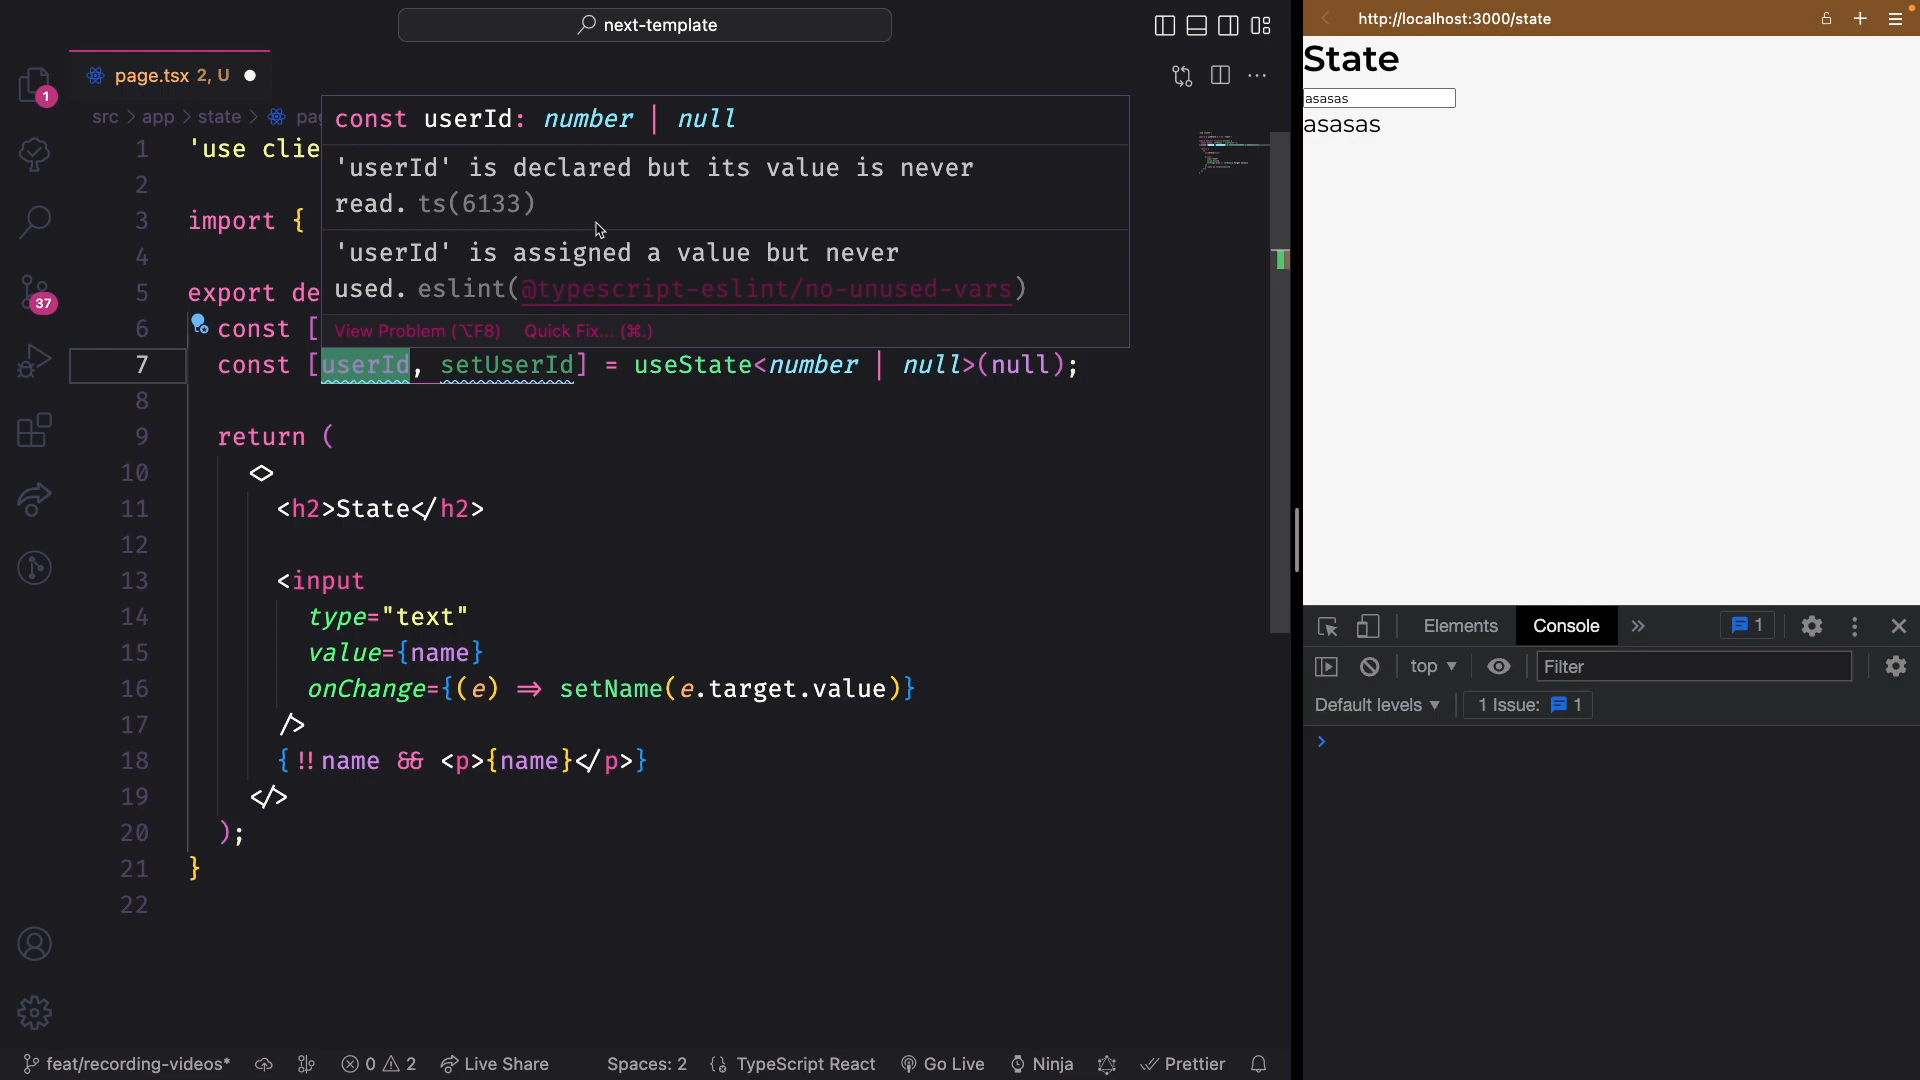 next-template
page.tsx 2, U
src > app > state >
const userId: number | null
'userId' is declared but its value is never
read. ts(6133)
'userId' is assigned a value but never
used. eslint(@typescript-eslint/no-unused-vars)
View Problem (⌥F8) Quick Fix... (⌘.)
1 'use clie
2
3 import {
4
5 export de
6 const [
7 const [userId, setUserId] = useState<number | null>(null);
8
9 return (
10 <>
11 <h2>State</h2>
12
13 <input
14 type="text"
15 value={name}
16 onChange={(e) => setName(e.target.value)}
17 />
18 {!!name && <p>{name}</p>}
19 </>
20 );
21 }
22
1
37
feat/recording-videos* 0 2 Live Share Spaces: 2 {} TypeScript React Go Live Ninja Prettier
http://localhost:3000/state
State
asasas
asasas
Elements Console » 1
top ▼ Filter
Default levels ▼ 1 Issue: 1
>